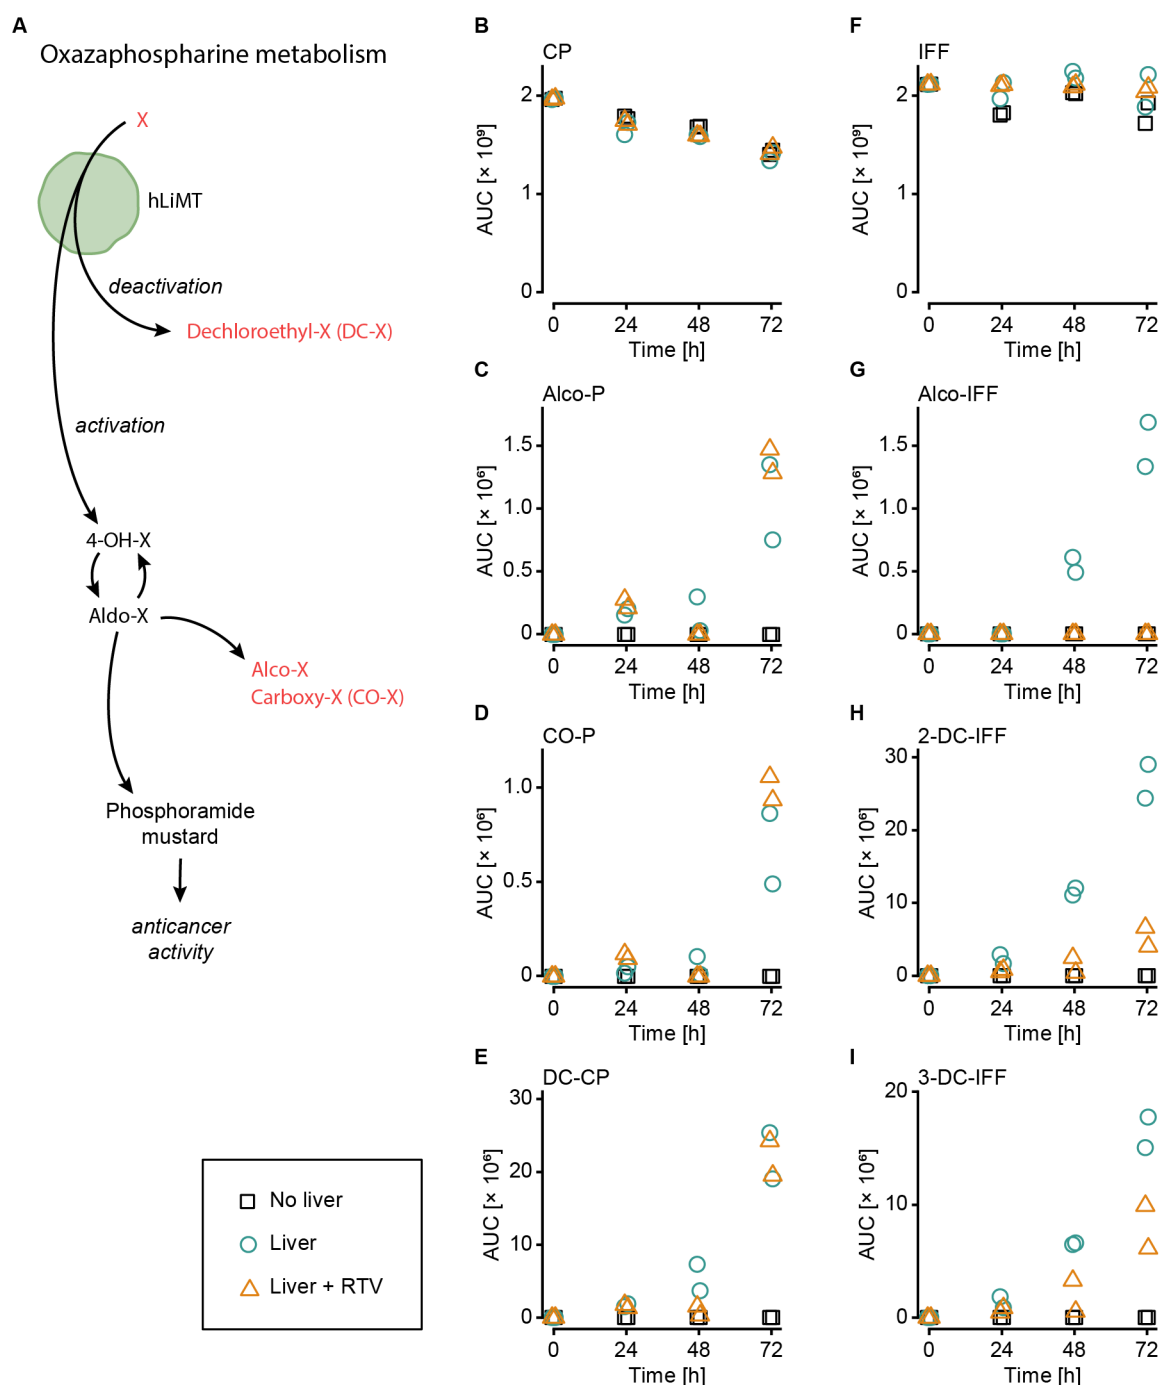 A
Oxazaphospharine metabolism
X
hLiMT
deactivation
Dechloroethyl-X (DC-X)
activation
4-OH-X
Aldo-X
Alco-X
Carboxy-X (CO-X)
Phosphoramide
mustard
anticancer
activity
No liver
Liver
Liver + RTV
B
CP
AUC [× 10⁹]
2
1
0
0 24 48 72
Time [h]
C
Alco-P
AUC [× 10⁶]
1.5
1.0
0.5
0
0 24 48 72
Time [h]
D
CO-P
AUC [× 10⁶]
1.0
0.5
0
0 24 48 72
Time [h]
E
DC-CP
AUC [× 10⁶]
30
20
10
0
0 24 48 72
Time [h]
F
IFF
AUC [× 10⁹]
2
1
0
0 24 48 72
Time [h]
G
Alco-IFF
AUC [× 10⁶]
1.5
1.0
0.5
0
0 24 48 72
Time [h]
H
2-DC-IFF
AUC [× 10⁶]
30
20
10
0
0 24 48 72
Time [h]
I
3-DC-IFF
AUC [× 10⁶]
20
10
0
0 24 48 72
Time [h]